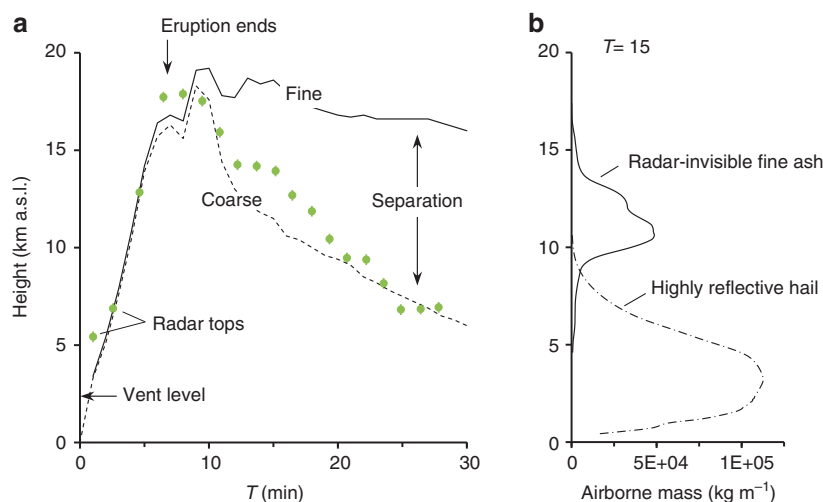 a
Eruption ends
20
15
10
5
0
Height (km a.s.l.)
Fine
Coarse
Separation
Radar tops
Vent level
0 10 20 30
T (min)
b
T= 15
20
15
10
5
0
Radar-invisible fine ash
Highly reflective hail
0 5E+04 1E+05
Airborne mass (kg m⁻¹)